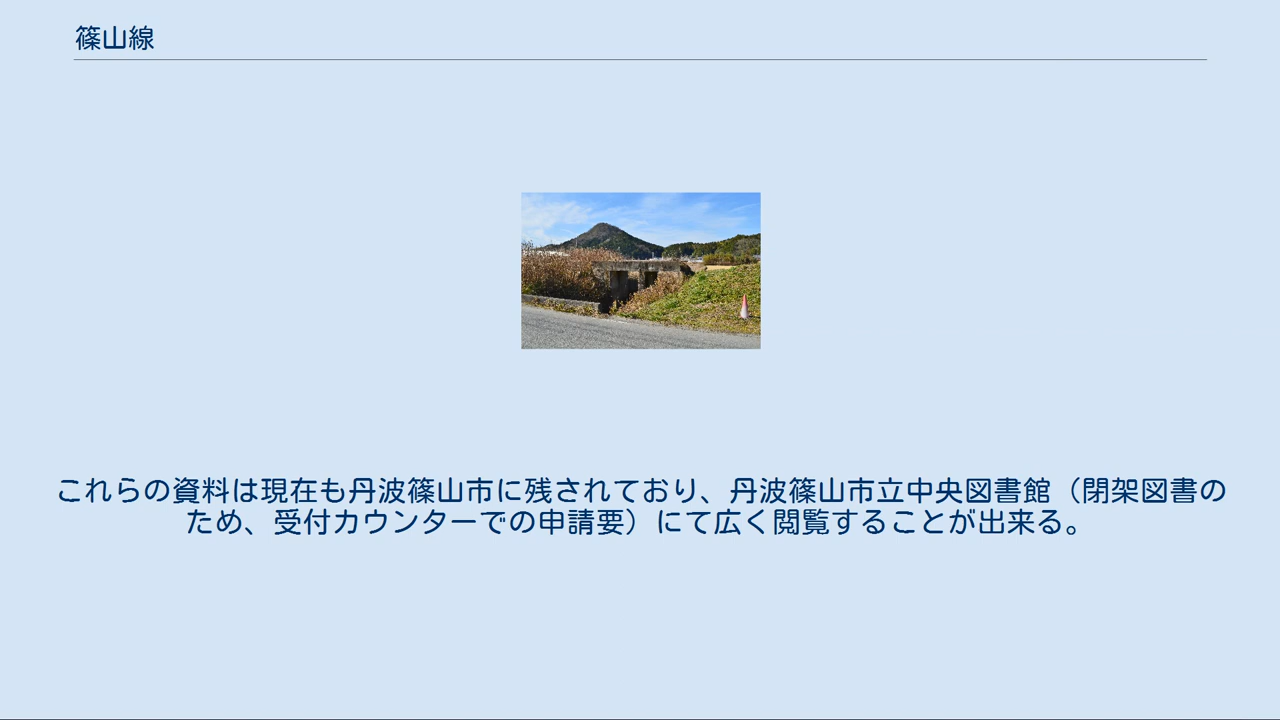 篠山線
これらの資料は現在も丹波篠山市に残されており、丹波篠山市立中央図書館（閉架図書の
ため、受付カウンターでの申請要）にて広く閲覧することが出来る。